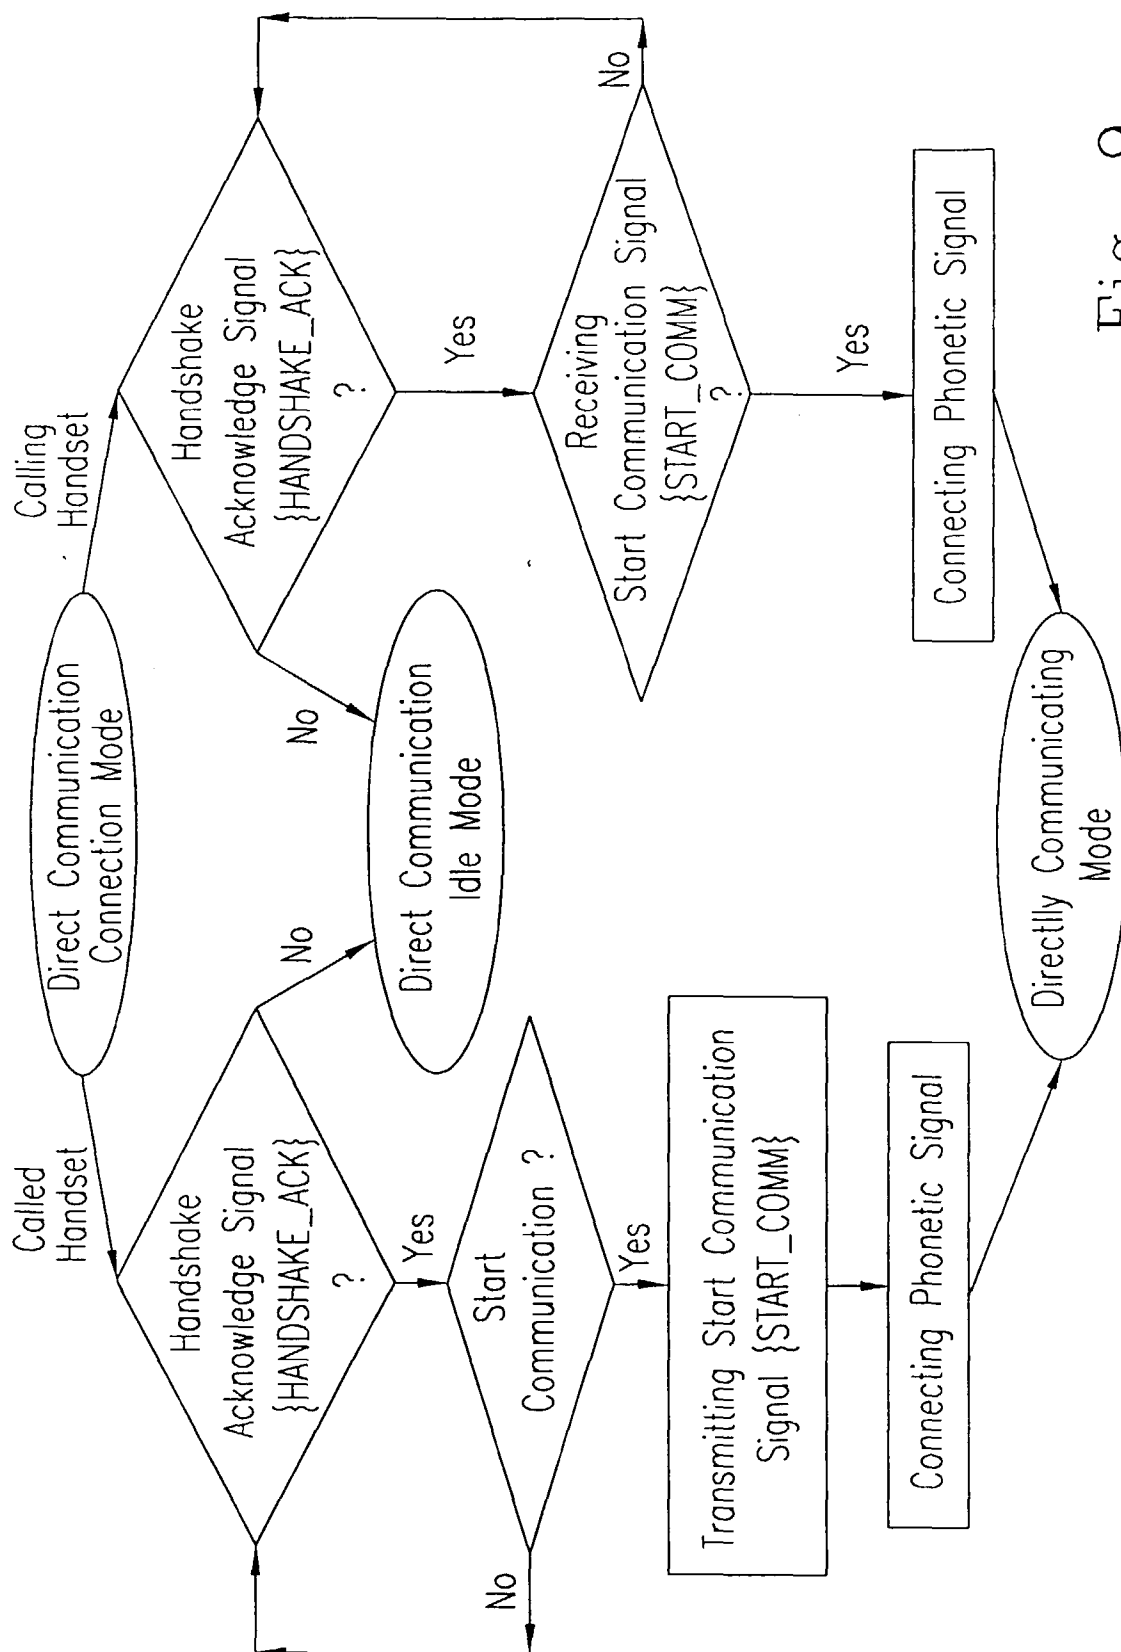 Direct Communication
Connection Mode
Called
Handset
Calling
Handset
Handshake
Acknowledge Signal
{HANDSHAKE_ACK}
?
No
Yes
Handshake
Acknowledge Signal
{HANDSHAKE_ACK}
?
No
Yes
Direct Communication
Idle Mode
Start
Communication ?
No
Yes
Receiving
Start Communication Signal
{START_COMM}
?
No
Yes
Transmitting Start Communication
Signal {START_COMM}
Connecting Phonetic Signal
Connecting Phonetic Signal
Directlly Communicating
Mode